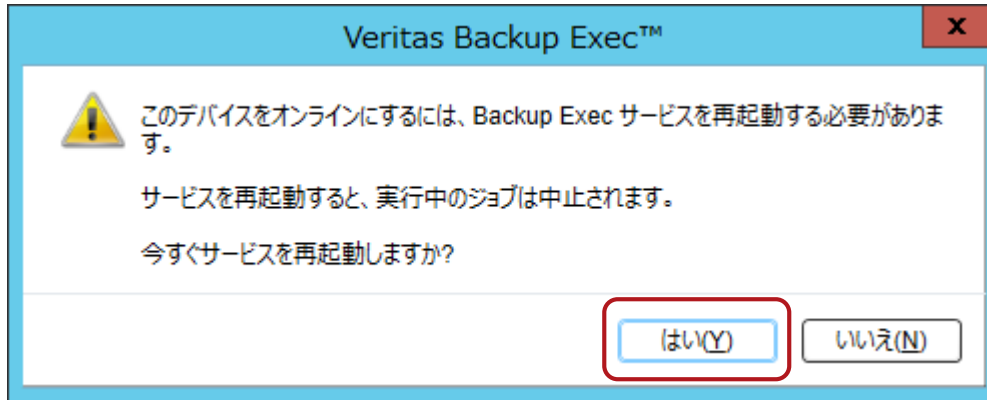 Veritas Backup Exec™
x
このデバイスをオンラインにするには、Backup Exec サービスを再起動する必要がありま
す。
サービスを再起動すると、実行中のジョブは中止されます。
今すぐサービスを再起動しますか?
はい(Y) いいえ(N)